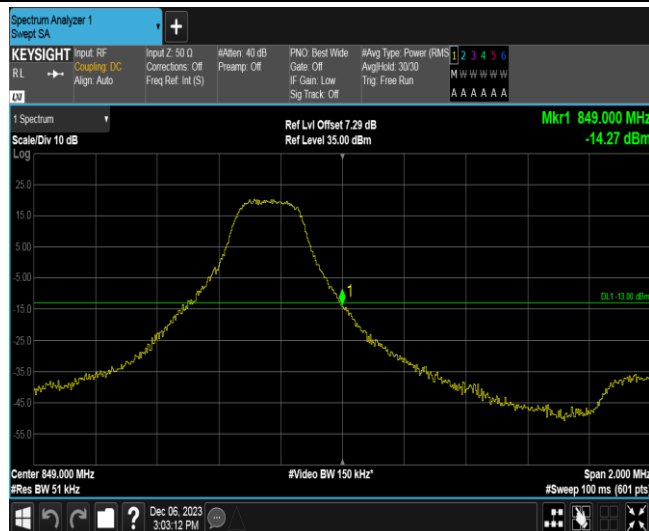 Spectrum Analyzer 1
Swept SA
KEYSIGHT
RL
LXI
Input: RF
Coupling: DC
Align: Auto
Input Z: 50 Ω
Corrections: Off
Freq Ref: Int (S)
#Atten: 40 dB
Preamp: Off
PNO: Best Wide
Gate: Off
IF Gain: Low
Sig Track: Off
#Avg Type: Power (RMS
Avg|Hold: 30/30
Trig: Free Run
1 2 3 4 5 6
M W W W W W
A A A A A A
1 Spectrum
Scale/Div 10 dB
Log
Ref Lvl Offset 7.29 dB
Ref Level 35.00 dBm
Mkr1 849.000 MHz
-14.27 dBm
25.0
15.0
5.00
-5.00
-15.0
-25.0
-35.0
-45.0
-55.0
1
DL1 -13.00 dBm
Center 849.000 MHz
#Res BW 51 kHz
#Video BW 150 kHz*
Span 2.000 MHz
#Sweep 100 ms (601 pts)
?
Dec 06, 2023
3:03:12 PM